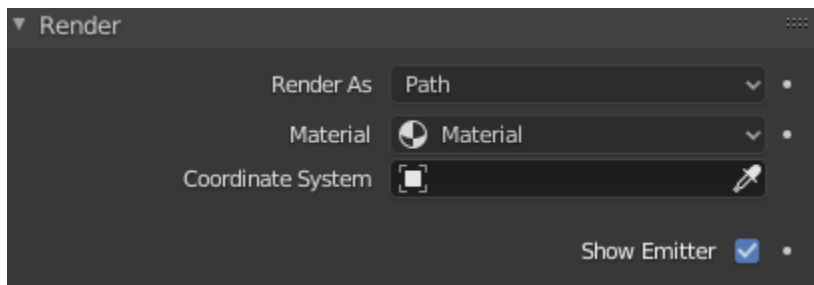 Render
Render As Path
Material Material
Coordinate System
Show Emitter